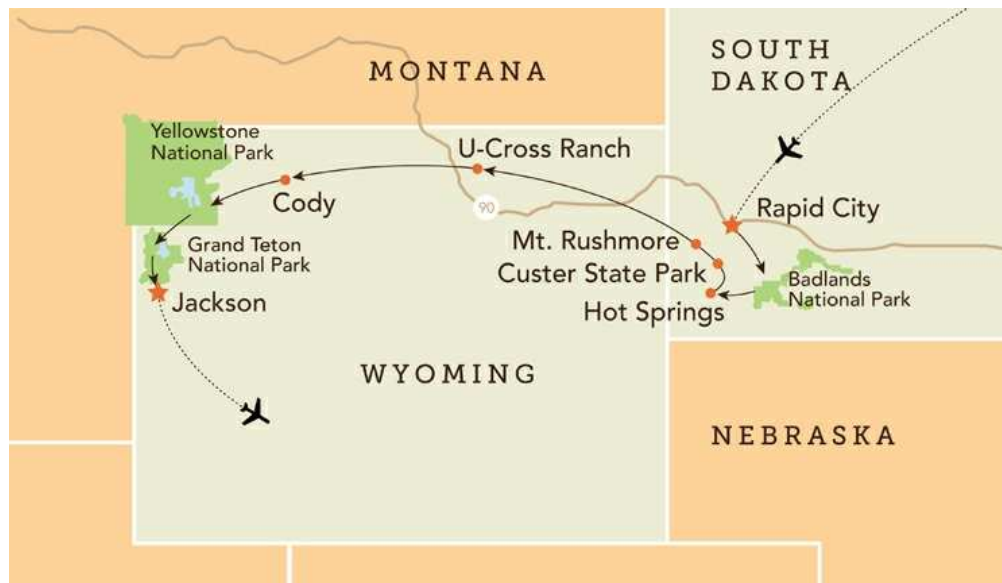 MONTANA
SOUTH
DAKOTA
Yellowstone
National Park
U-Cross Ranch
Cody
90
Rapid City
Mt. Rushmore
Grand Teton
National Park
Custer State Park
Badlands
National Park
Jackson
Hot Springs
WYOMING
NEBRASKA